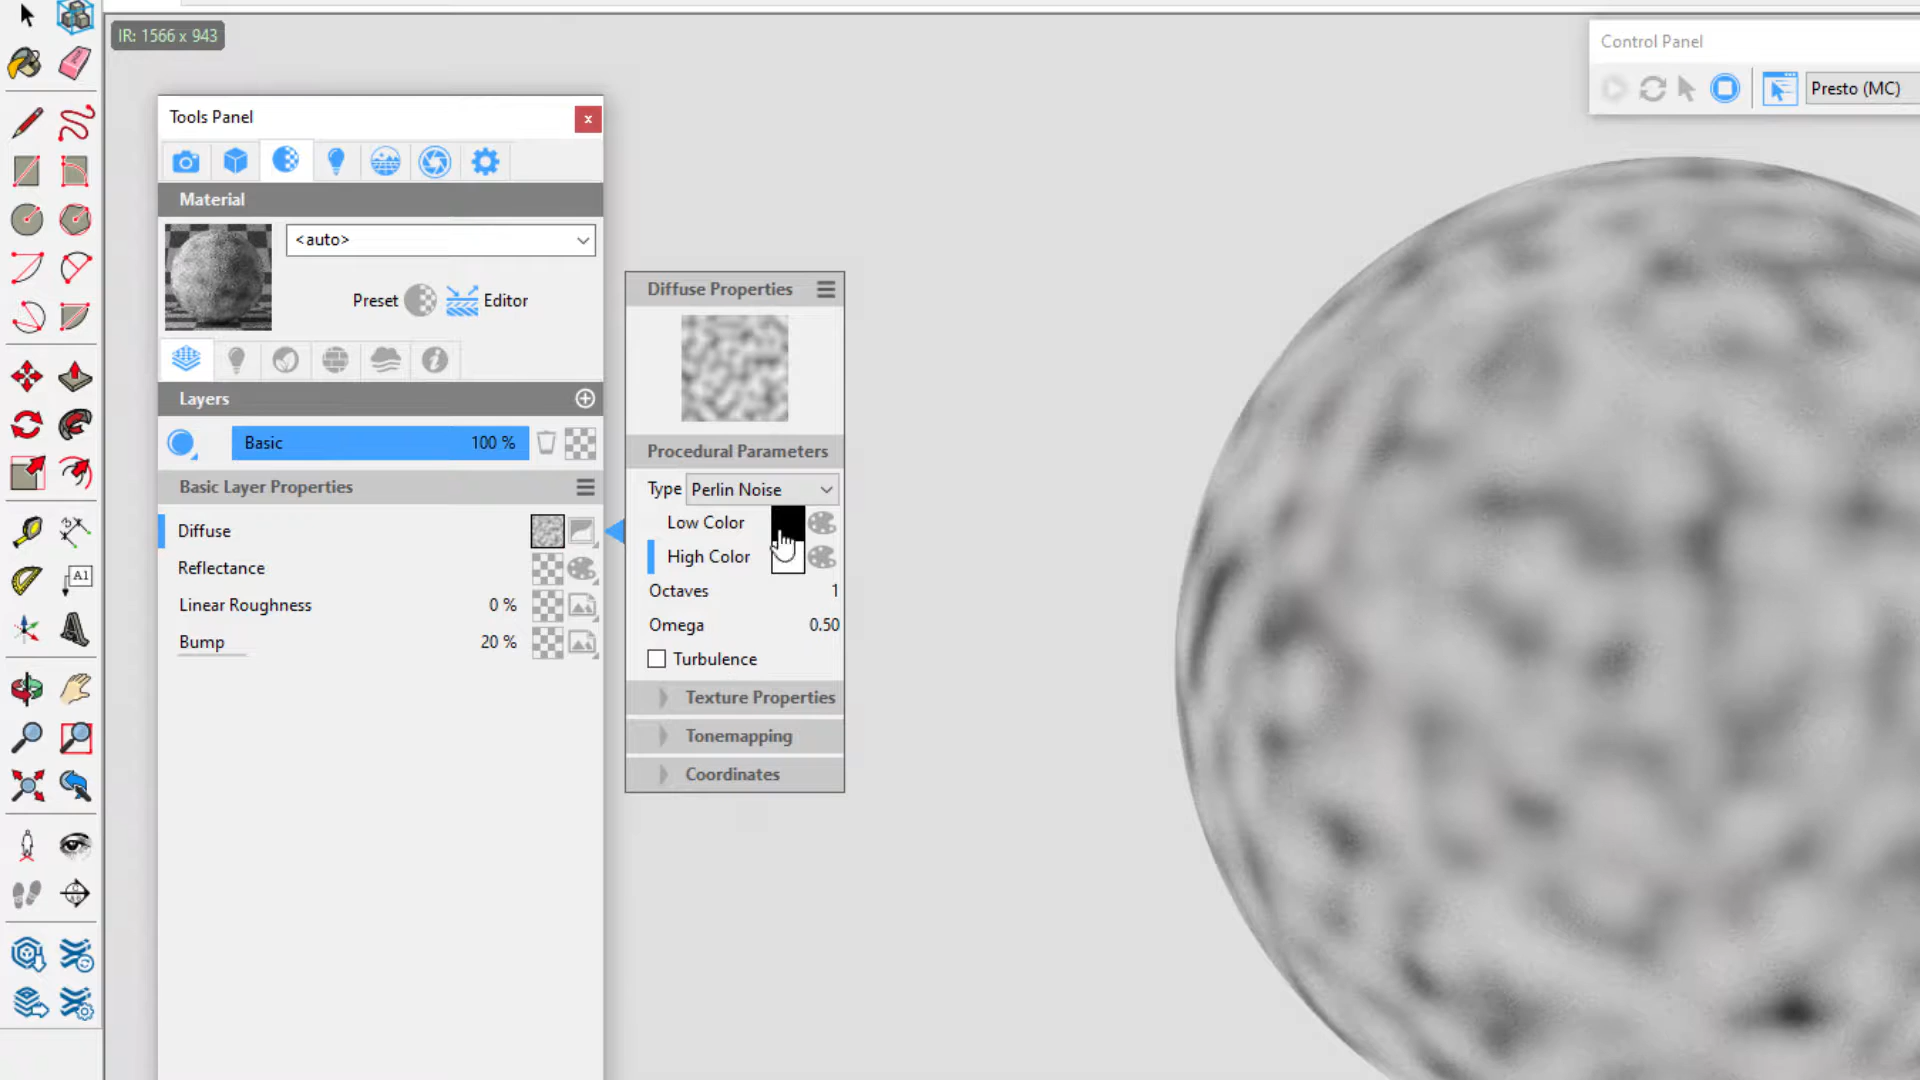 IR: 1566 x 943
Control Panel
Presto (MC)
Tools Panel
x
Material
<auto>
Preset
Editor
Layers
Basic 100 %
Basic Layer Properties
Diffuse
Reflectance
Linear Roughness 0 %
Bump 20 %
Diffuse Properties
Procedural Parameters
Type Perlin Noise
Low Color
High Color
Octaves 1
Omega 0.50
Turbulence
Texture Properties
Tonemapping
Coordinates
A1